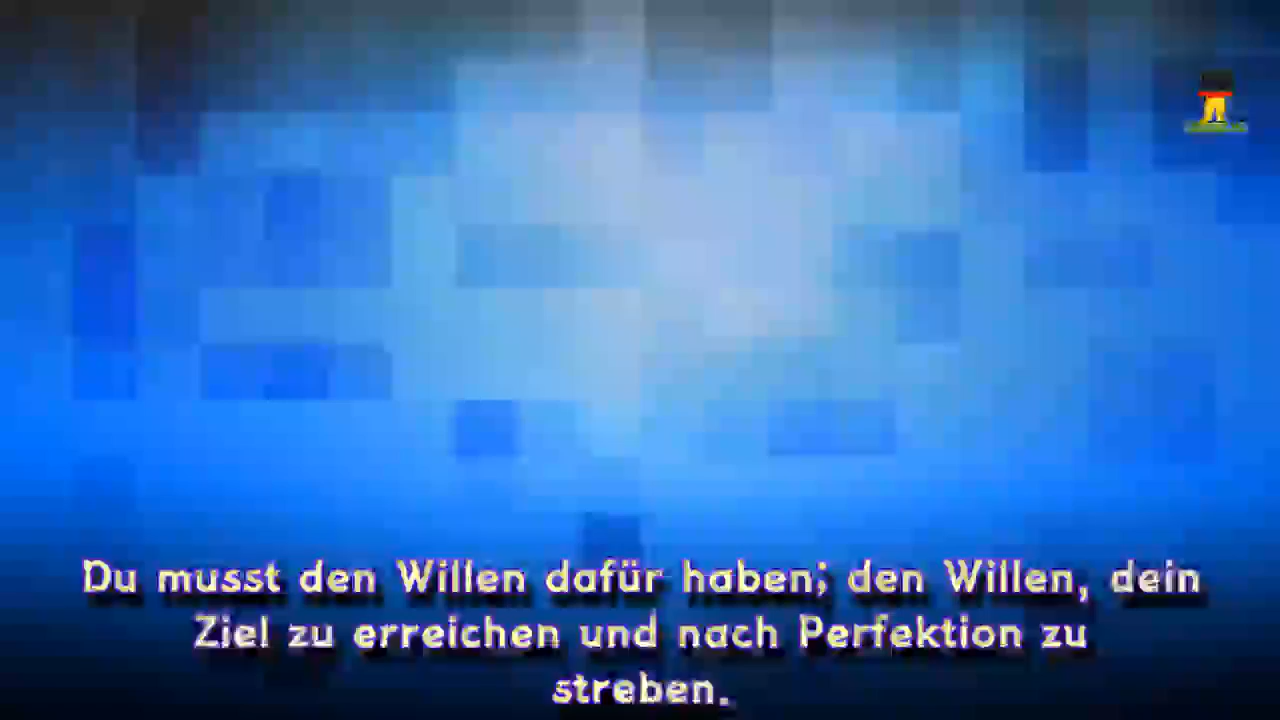 Du musst den Willen dafür haben; den Willen, dein
Ziel zu erreichen und nach Perfektion zu
streben.